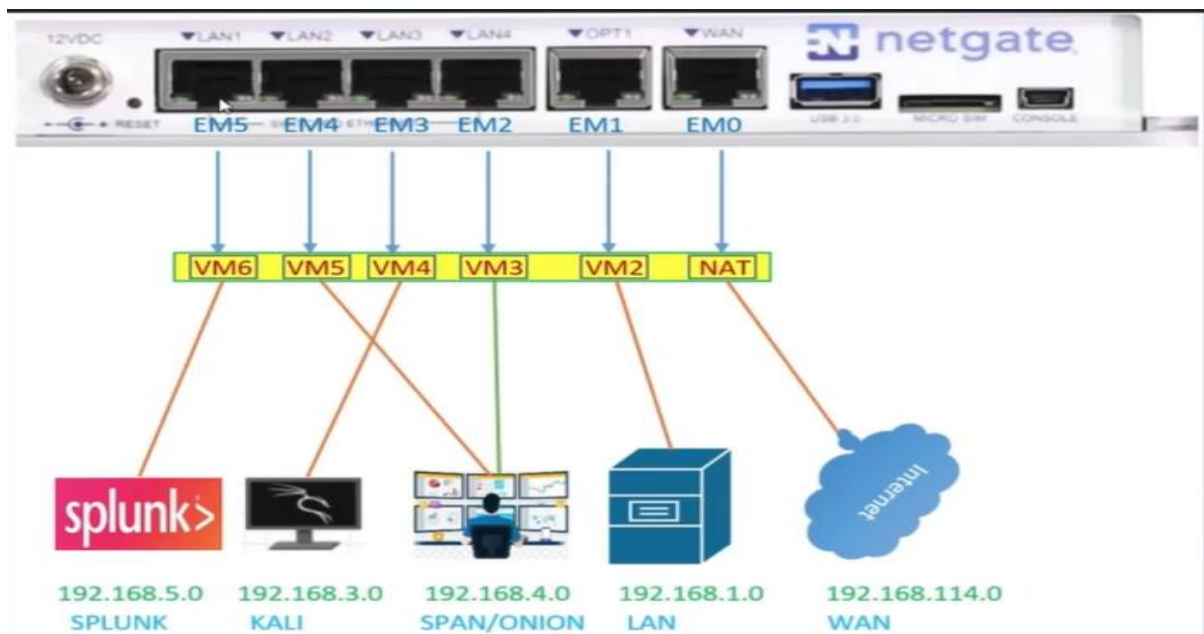 12VDC
▼LAN1 ▼LAN2 ▼LAN3 ▼LAN4 ▼OPT1 ▼WAN
netgate
RESET
USB 3.0 MICRO SIM CONSOLE
EM5 EM4 EM3 EM2 EM1 EM0
VM6 VM5 VM4 VM3 VM2 NAT
splunk>
Internet
192.168.5.0 192.168.3.0 192.168.4.0 192.168.1.0 192.168.114.0
SPLUNK KALI SPAN/ONION LAN WAN